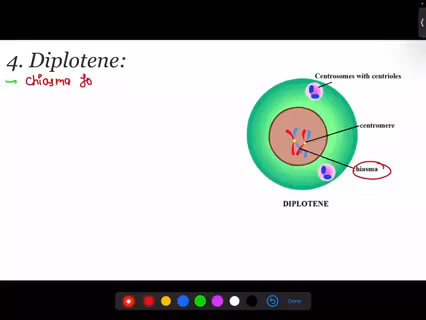 4. Diplotene:
→ Chiasma fo
Centrosomes with centrioles
centromere
chiasma
DIPLOTENE
Done